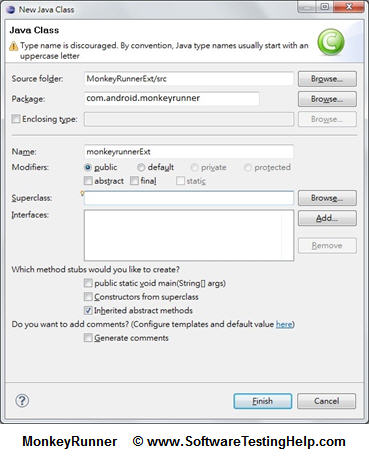 New Java Class
Java Class
Type name is discouraged. By convention, Java type names usually start with an
uppercase letter
Source folder: MonkeyRunnerExt/src Browse...
Package: com.android.monkeyrunner Browse...
Enclosing type: Browse...
Name: monkeyrunnerExt
Modifiers: public default private protected
abstract final static
Superclass: Browse...
Interfaces: Add...
Remove
Which method stubs would you like to create?
public static void main(String[] args)
Constructors from superclass
Inherited abstract methods
Do you want to add comments? (Configure templates and default value here)
Generate comments
? Finish Cancel
MonkeyRunner © www.SoftwareTestingHelp.com